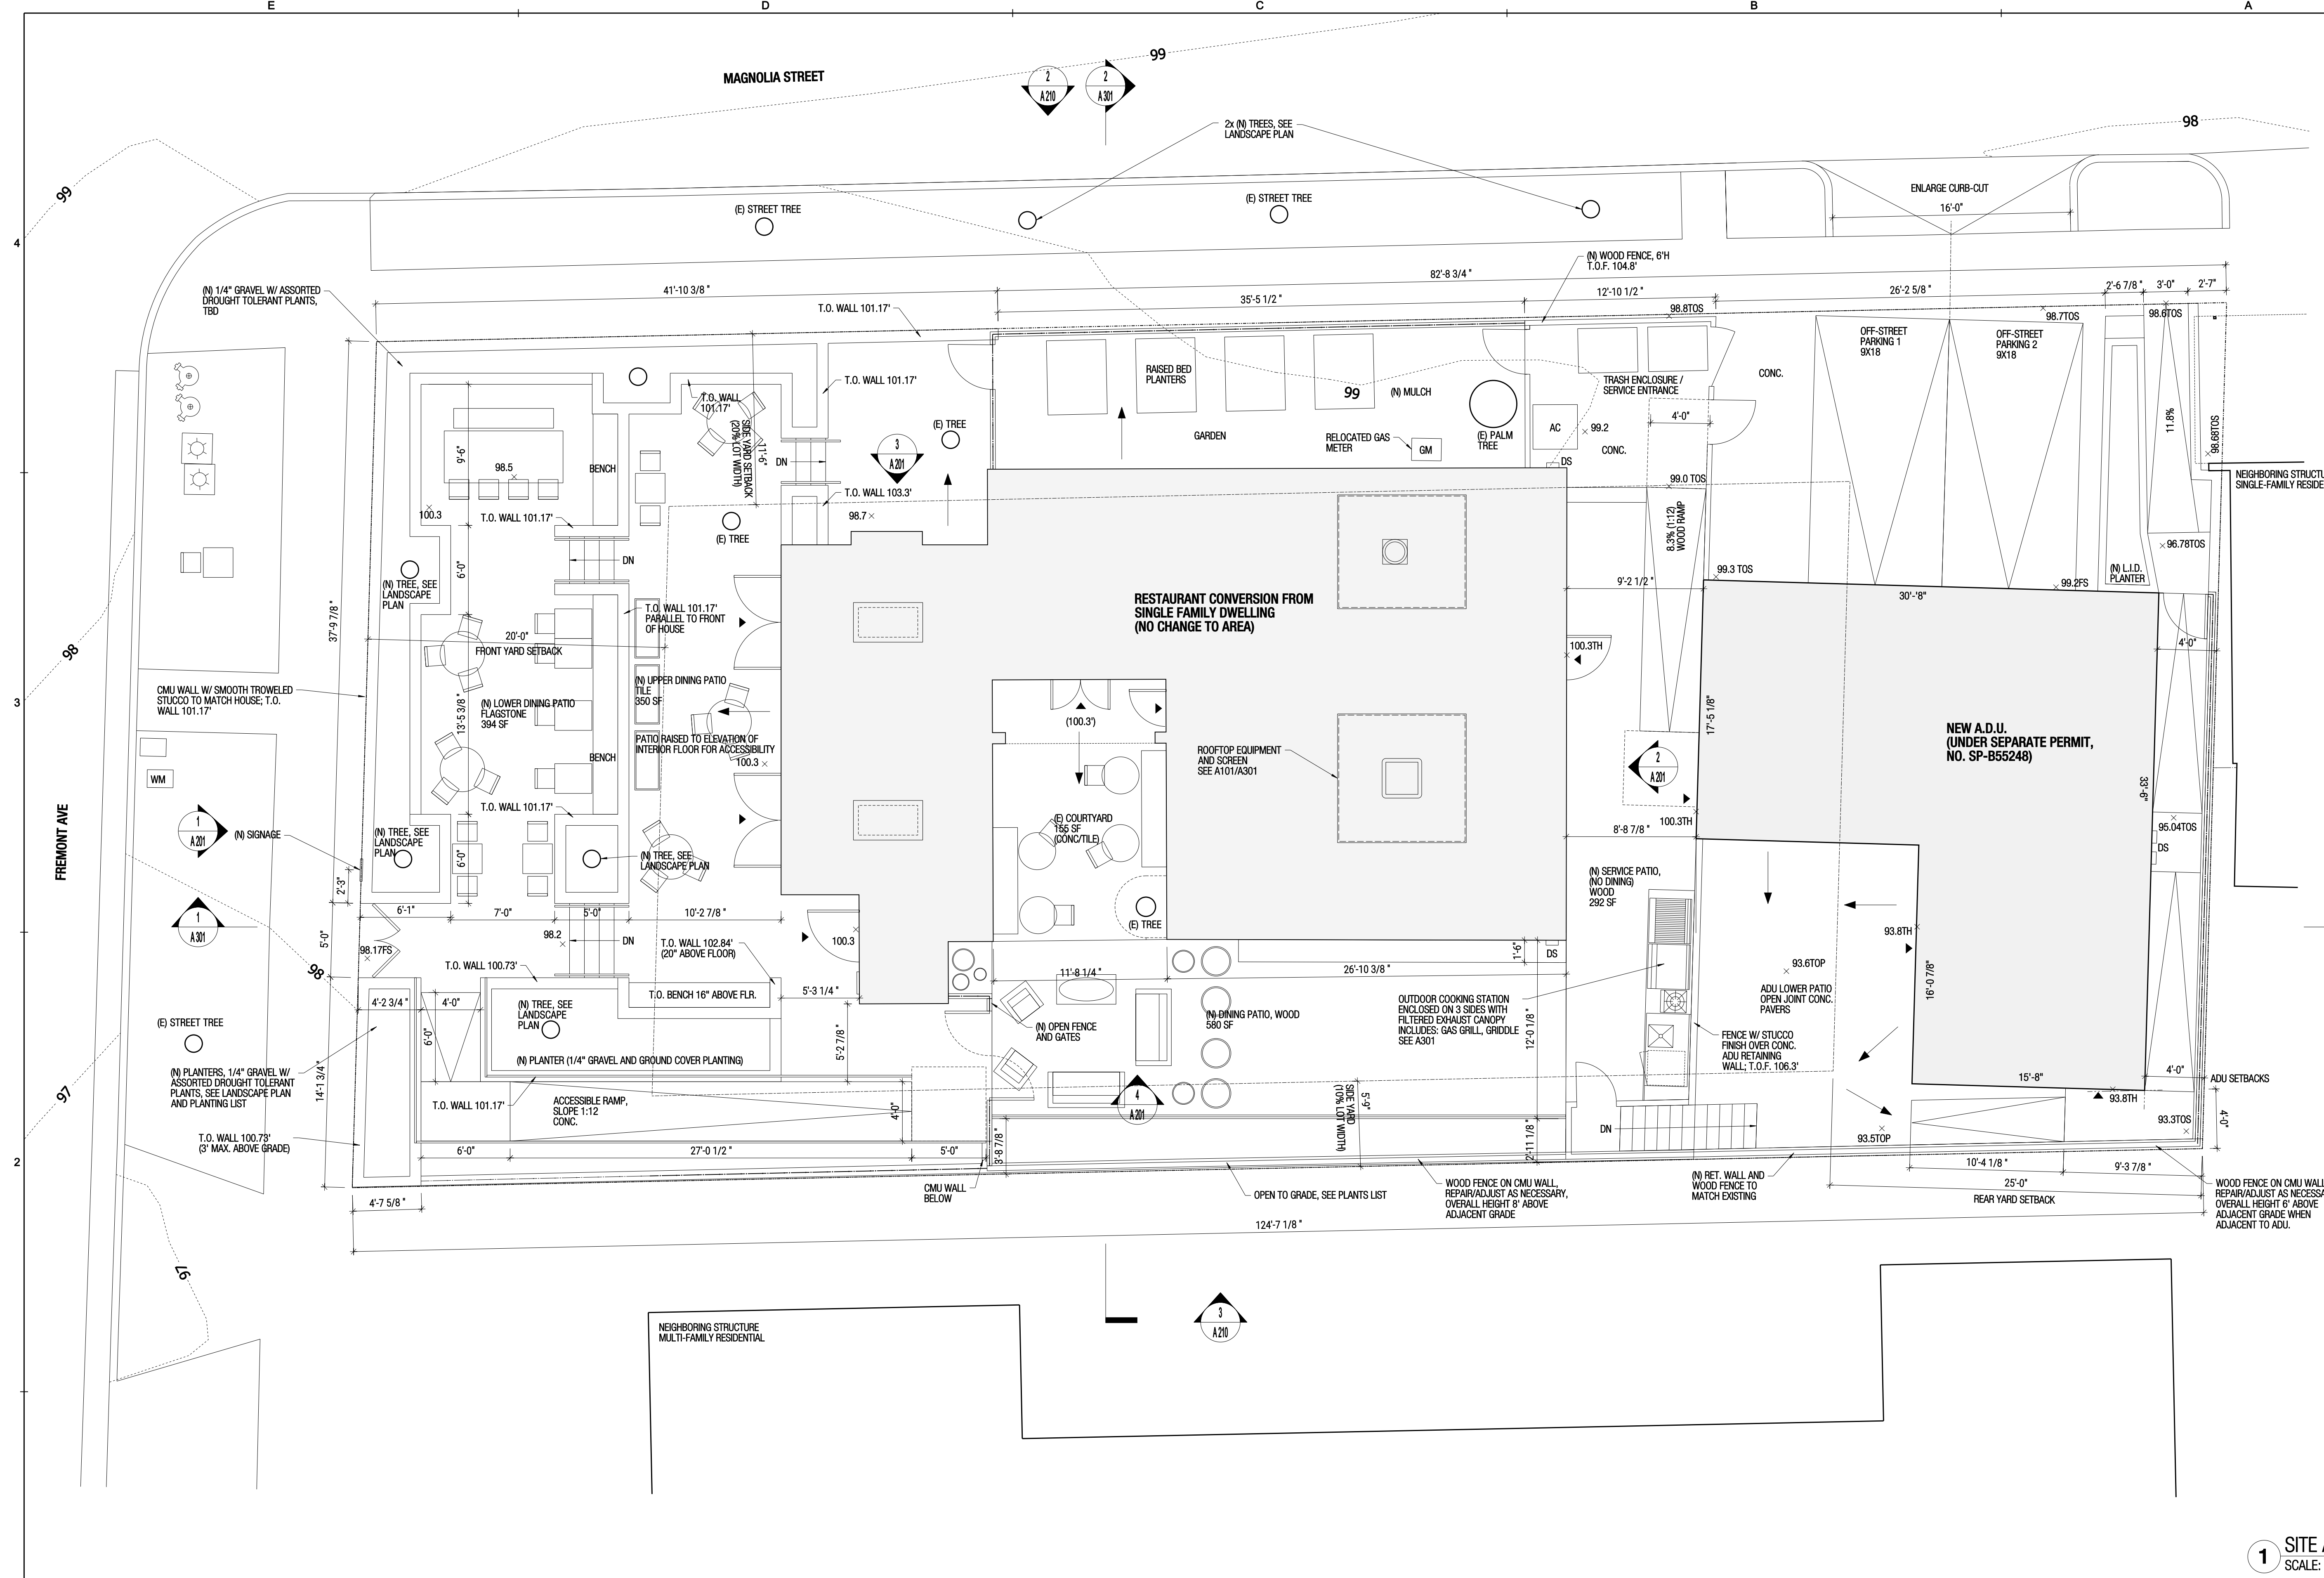 E
D
C
B
A
MAGNOLIA STREET
99
2
A210
2
A301
98
2x (N) TREES, SEE
LANDSCAPE PLAN
99
ENLARGE CURB-CUT
16'-0"
(E) STREET TREE
(E) STREET TREE
4
(N) WOOD FENCE, 6'H
T.O.F. 104.8'
82'-8 3/4 "
(N) 1/4" GRAVEL W/ ASSORTED
DROUGHT TOLERANT PLANTS,
TBD
41'-10 3/8 "
35'-5 1/2 "
12'-10 1/2 "
26'-2 5/8 "
2'-6 7/8 "
3'-0"
2'-7"
T.O. WALL 101.17'
98.8TOS
98.7TOS
98.6TOS
OFF-STREET
PARKING 1
9X18
OFF-STREET
PARKING 2
9X18
RAISED BED
PLANTERS
99
(N) MULCH
TRASH ENCLOSURE /
SERVICE ENTRANCE
CONC.
T.O. WALL 101.17'
T.O. WALL
101.17'
SIDE YARD SETBACK
(20% LOT WIDTH)
11'-6"
DN
(E) TREE
3
A201
GARDEN
RELOCATED GAS
METER
GM
(E) PALM
TREE
AC
99.2
4'-0"
CONC.
DS
11.8%
98.68TOS
NEIGHBORING STRUCTU
SINGLE-FAMILY RESIDE
9'-6"
98.5
BENCH
100.3
T.O. WALL 101.17'
T.O. WALL 103.3'
98.7
99.0 TOS
(E) TREE
DN
8.3% (1:12)
WOOD RAMP
96.78TOS
6'-0"
(N) TREE, SEE
LANDSCAPE
PLAN
99.3 TOS
99.2FS
(N) L.I.D.
PLANTER
9'-2 1/2 "
30'-'8"
RESTAURANT CONVERSION FROM
SINGLE FAMILY DWELLING
(NO CHANGE TO AREA)
T.O. WALL 101.17'
PARALLEL TO FRONT
OF HOUSE
37'-9 7/8 "
20'-0"
FRONT YARD SETBACK
98
100.3TH
4'-0"
CMU WALL W/ SMOOTH TROWELED
STUCCO TO MATCH HOUSE; T.O.
WALL 101.17'
3
(N) UPPER DINING PATIO
TILE
350 SF
(N) LOWER DINING PATIO
FLAGSTONE
394 SF
13'-5 3/8 "
(100.3')
17'-5 1/8"
NEW A.D.U.
(UNDER SEPARATE PERMIT,
NO. SP-B55248)
PATIO RAISED TO ELEVATION OF
INTERIOR FLOOR FOR ACCESSIBILITY
100.3
BENCH
ROOFTOP EQUIPMENT
AND SCREEN
SEE A101/A301
2
A201
33'-6"
WM
T.O. WALL 101.17'
100.3TH
95.04TOS
DS
FREMONT AVE
1
A201
(N) SIGNAGE
(N) TREE, SEE
LANDSCAPE
PLAN
6'-0"
(N) TREE, SEE
LANDSCAPE PLAN
(E) COURTYARD
155 SF
(CONC/TILE)
8'-8 7/8 "
(N) SERVICE PATIO,
(NO DINING)
WOOD
292 SF
2'-3"
6'-1"
7'-0"
5'-0"
10'-2 7/8 "
(E) TREE
1
A301
5'-0"
98.17FS
98.2
DN
T.O. WALL 102.84'
(20" ABOVE FLOOR)
100.3
93.8TH
1'-6"
DS
98
T.O. WALL 100.73'
11'-8 1/4 "
26'-10 3/8 "
93.6TOP
16'-0 7/8"
4'-2 3/4 "
4'-0"
T.O. BENCH 16" ABOVE FLR.
5'-3 1/4 "
(N) TREE, SEE
LANDSCAPE
PLAN
ADU LOWER PATIO
OPEN JOINT CONC.
PAVERS
OUTDOOR COOKING STATION
ENCLOSED ON 3 SIDES WITH
FILTERED EXHAUST CANOPY
INCLUDES: GAS GRILL, GRIDDLE
SEE A301
(E) STREET TREE
6'-0"
5'-2 7/8 "
(N) OPEN FENCE
AND GATES
(N) DINING PATIO, WOOD
580 SF
12'-0 1/8 "
FENCE W/ STUCCO
FINISH OVER CONC.
ADU RETAINING
WALL; T.O.F. 106.3'
(N) PLANTER (1/4" GRAVEL AND GROUND COVER PLANTING)
(N) PLANTERS, 1/4" GRAVEL W/
ASSORTED DROUGHT TOLERANT
PLANTS, SEE LANDSCAPE PLAN
AND PLANTING LIST
14'-1 3/4 "
97
T.O. WALL 101.17'
ACCESSIBLE RAMP,
SLOPE 1:12
CONC.
4'-0"
4
A201
SIDE YARD
(10% LOT WIDTH)
5'-9"
15'-8"
4'-0"
ADU SETBACKS
93.8TH
93.3TOS
4'-0"
T.O. WALL 100.73'
(3' MAX. ABOVE GRADE)
DN
93.5TOP
2
6'-0"
27'-0 1/2 "
5'-0"
3'-8 7/8 "
2'-11 1/8 "
10'-4 1/8 "
9'-3 7/8 "
4'-7 5/8 "
CMU WALL
BELOW
OPEN TO GRADE, SEE PLANTS LIST
WOOD FENCE ON CMU WALL,
REPAIR/ADJUST AS NECESSARY,
OVERALL HEIGHT 8' ABOVE
ADJACENT GRADE
(N) RET. WALL AND
WOOD FENCE TO
MATCH EXISTING
25'-0"
REAR YARD SETBACK
WOOD FENCE ON CMU WALL
REPAIR/ADJUST AS NECESSA
OVERALL HEIGHT 6' ABOVE
ADJACENT GRADE WHEN
ADJACENT TO ADU.
124'-7 1/8 "
97
NEIGHBORING STRUCTURE
MULTI-FAMILY RESIDENTIAL
3
A210
1
SITE
SCALE: